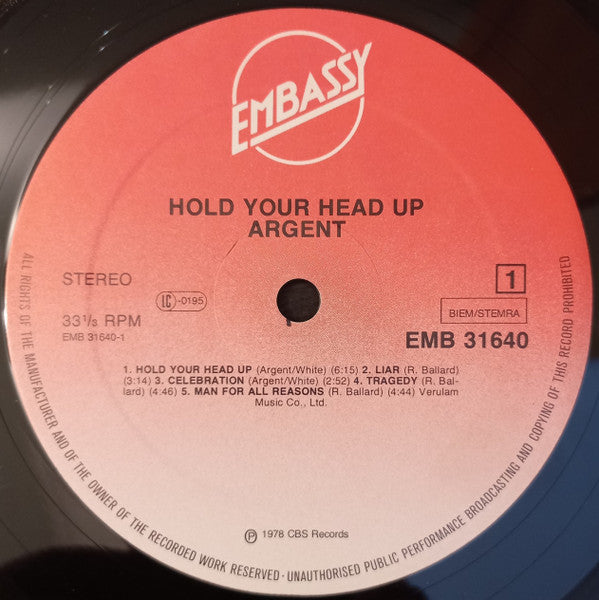 EMBASSY
HOLD YOUR HEAD UP
ARGENT
STEREO
1
IC -0195
33⅓ RPM
BIEM/STEMRA
EMB 31640-1
EMB 31640
1. HOLD YOUR HEAD UP (Argent/White) (6:15) 2. LIAR (R. Ballard)
(3:14) 3. CELEBRATION (Argent/White) (2:52) 4. TRAGEDY (R. Bal-
lard) (4:46) 5. MAN FOR ALL REASONS (R. Ballard) (4:44) Verulam
Music Co., Ltd.
℗ 1978 CBS Records
ALL RIGHTS OF THE MANUFACTURER AND OF THE OWNER OF THE RECORDED WORK RESERVED · UNAUTHORISED PUBLIC PERFORMANCE BROADCASTING AND COPYING OF THIS RECORD PROHIBITED